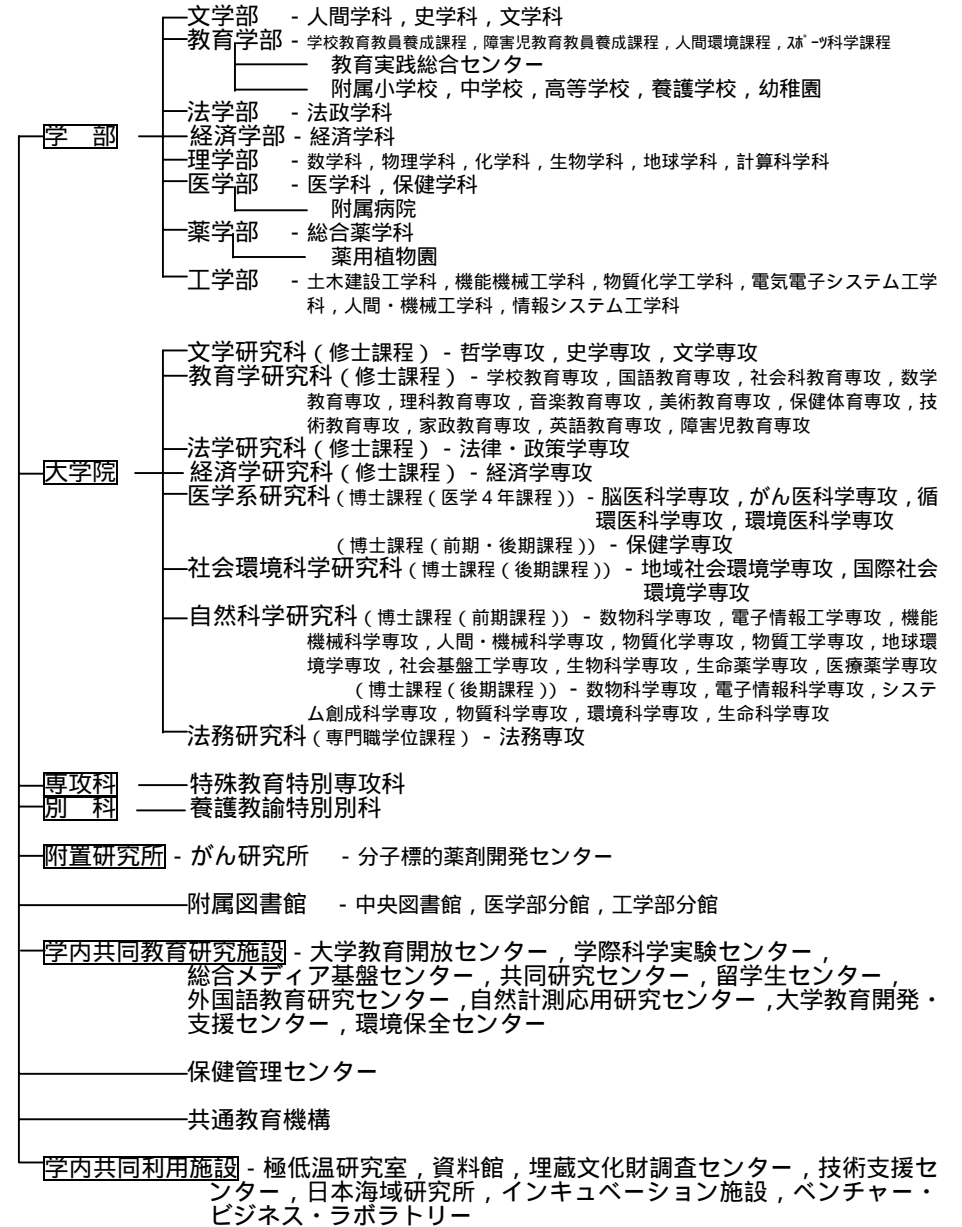 文学部 - 人間学科，史学科，文学科
教育学部 - 学校教育教員養成課程，障害児教育教員養成課程，人間環境課程，ｽﾎﾟｰﾂ科学課程
教育実践総合センター
附属小学校，中学校，高等学校，養護学校，幼稚園
法学部 - 法政学科
学　部 経済学部 - 経済学科
理学部 - 数学科，物理学科，化学科，生物学科，地球学科，計算科学科
医学部 - 医学科，保健学科
附属病院
薬学部 - 総合薬学科
薬用植物園
工学部 - 土木建設工学科，機能機械工学科，物質化学工学科，電気電子システム工学
科，人間・機械工学科，情報システム工学科
文学研究科（修士課程） - 哲学専攻，史学専攻，文学専攻
教育学研究科（修士課程） - 学校教育専攻，国語教育専攻，社会科教育専攻，数学
教育専攻，理科教育専攻，音楽教育専攻，美術教育専攻，保健体育専攻，技
術教育専攻，家政教育専攻，英語教育専攻，障害児教育専攻
法学研究科（修士課程） - 法律・政策学専攻
大学院 経済学研究科（修士課程） - 経済学専攻
医学系研究科（博士課程（医学４年課程）） - 脳医科学専攻，がん医科学専攻，循
環医科学専攻，環境医科学専攻
（博士課程（前期・後期課程）） - 保健学専攻
社会環境科学研究科（博士課程（後期課程）） - 地域社会環境学専攻，国際社会
環境学専攻
自然科学研究科（博士課程（前期課程）） - 数物科学専攻，電子情報工学専攻，機能
機械科学専攻，人間・機械科学専攻，物質化学専攻，物質工学専攻，地球環
境学専攻，社会基盤工学専攻，生物科学専攻，生命薬学専攻，医療薬学専攻
（博士課程（後期課程）） - 数物科学専攻，電子情報科学専攻，システ
ム創成科学専攻，物質科学専攻，環境科学専攻，生命科学専攻
法務研究科（専門職学位課程） - 法務専攻
専攻科 特殊教育特別専攻科
別　科 養護教諭特別別科
附置研究所 - がん研究所 - 分子標的薬剤開発センター
附属図書館 - 中央図書館，医学部分館，工学部分館
学内共同教育研究施設 - 大学教育開放センター，学際科学実験センター，
総合メディア基盤センター，共同研究センター，留学生センター，
外国語教育研究センター，自然計測応用研究センター，大学教育開発・
支援センター，環境保全センター
保健管理センター
共通教育機構
学内共同利用施設 - 極低温研究室，資料館，埋蔵文化財調査センター，技術支援セ
ンター，日本海域研究所，インキュベーション施設，ベンチャー・
ビジネス・ラボラトリー